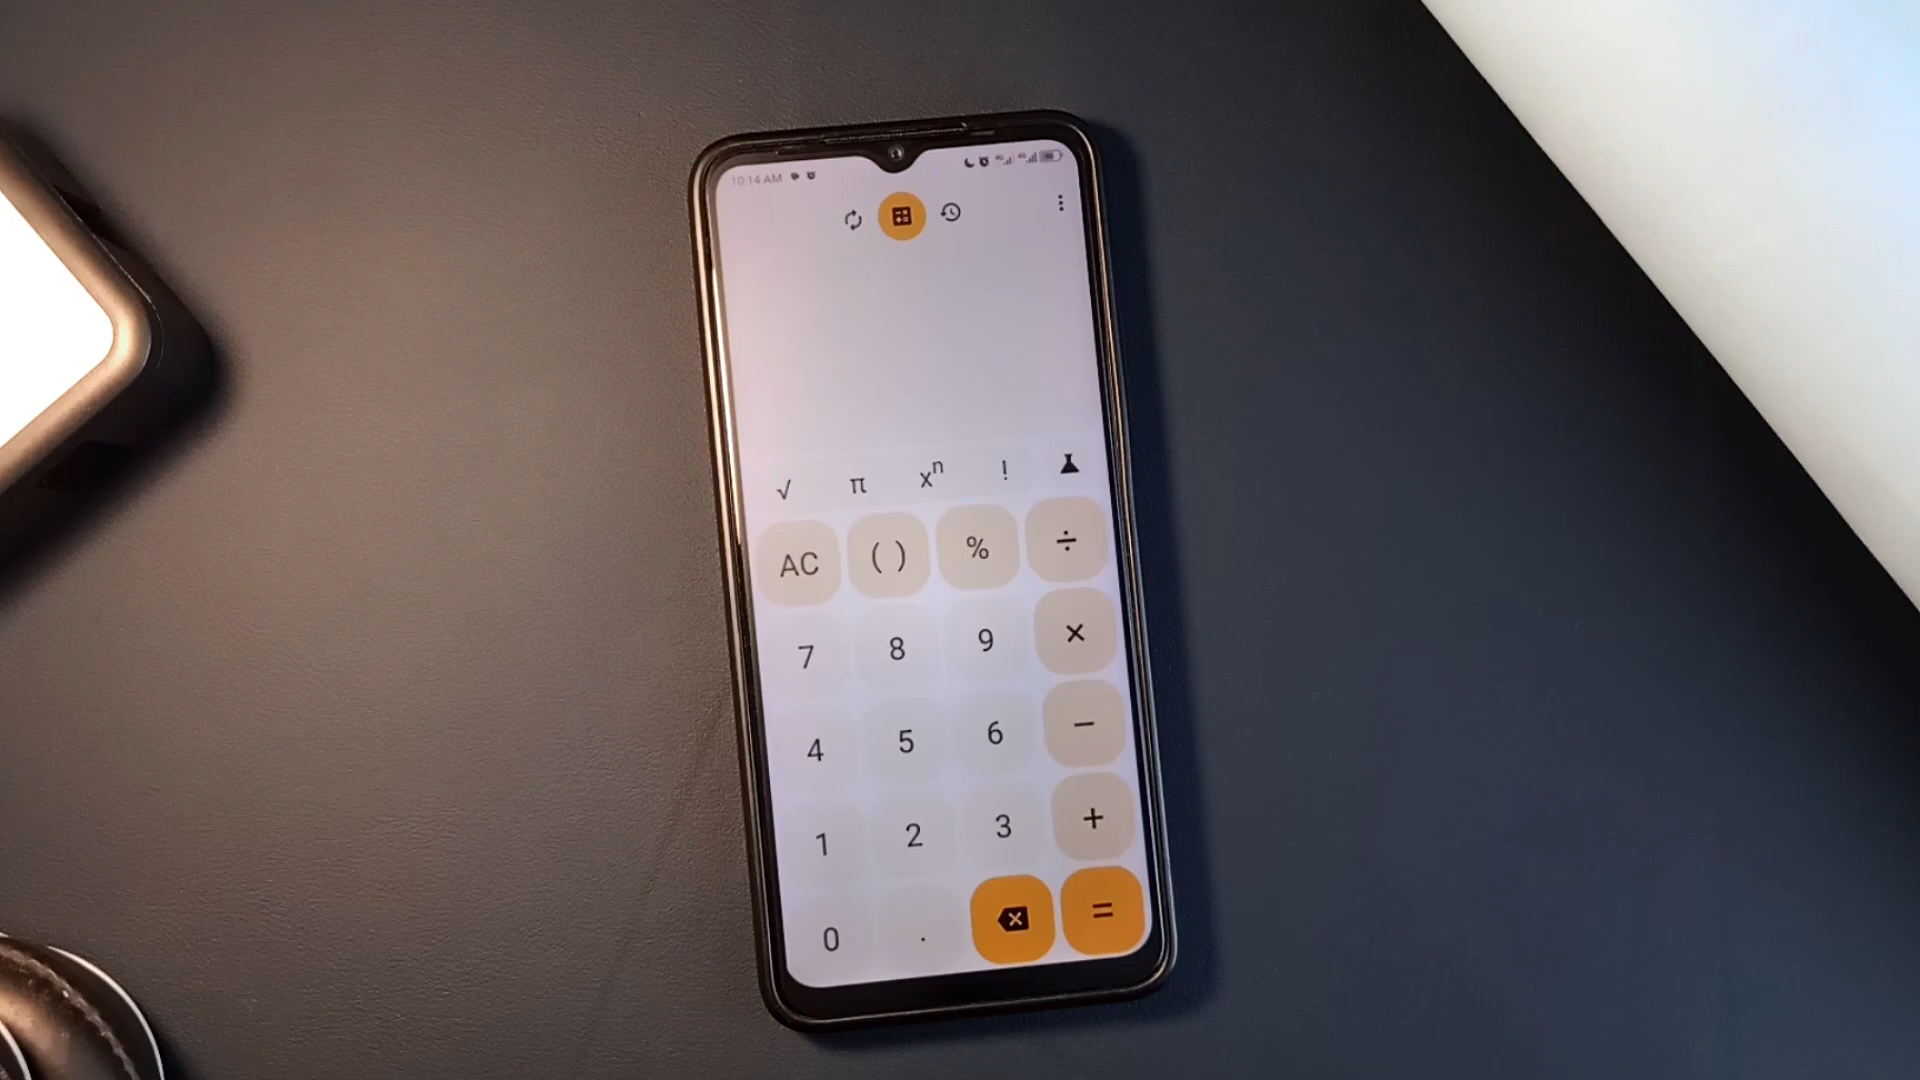 10:14 AM
√ π xⁿ !
AC ( ) % ÷
7 8 9 ×
4 5 6 −
1 2 3 +
0 . =